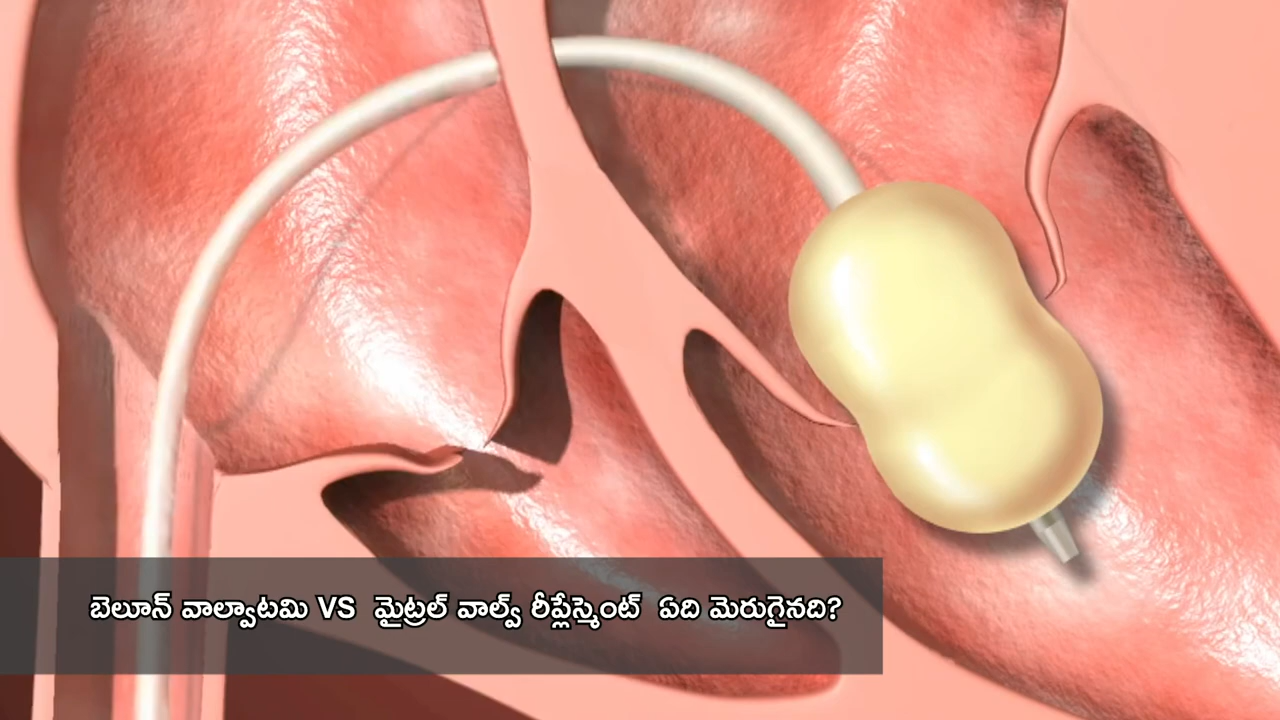 బెలూన్ వాల్వాటమి VS మైట్రల్ వాల్వ్ రీప్లేస్మెంట్ ఏది మెరుగైనది?